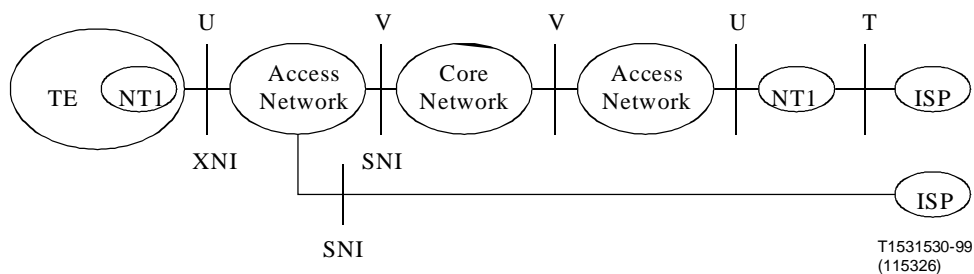 U
V
V
U
T
TE
NT1
Access
Network
Core
Network
Access
Network
NT1
ISP
XNI
SNI
ISP
SNI
T1531530-99
(115326)